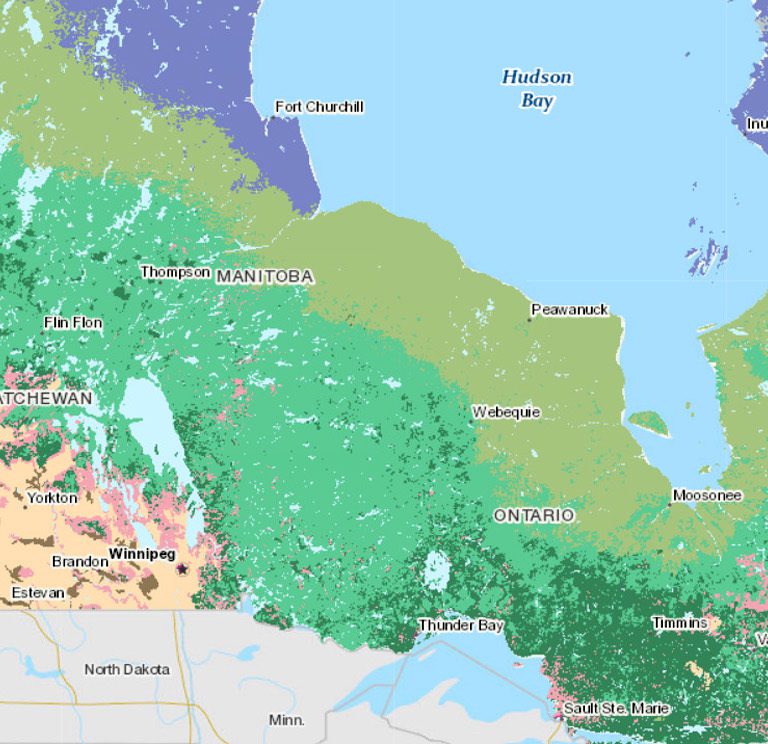 Hudson
Bay
Fort Churchill
Inu
Thompson
MANITOBA
Peawanuck
Flin Flon
ATCHEWAN
Webequie
Yorkton
Moosonee
ONTARIO
Winnipeg
Brandon
Estevan
Thunder Bay
Timmins
Va
North Dakota
Sault Ste. Marie
Minn.